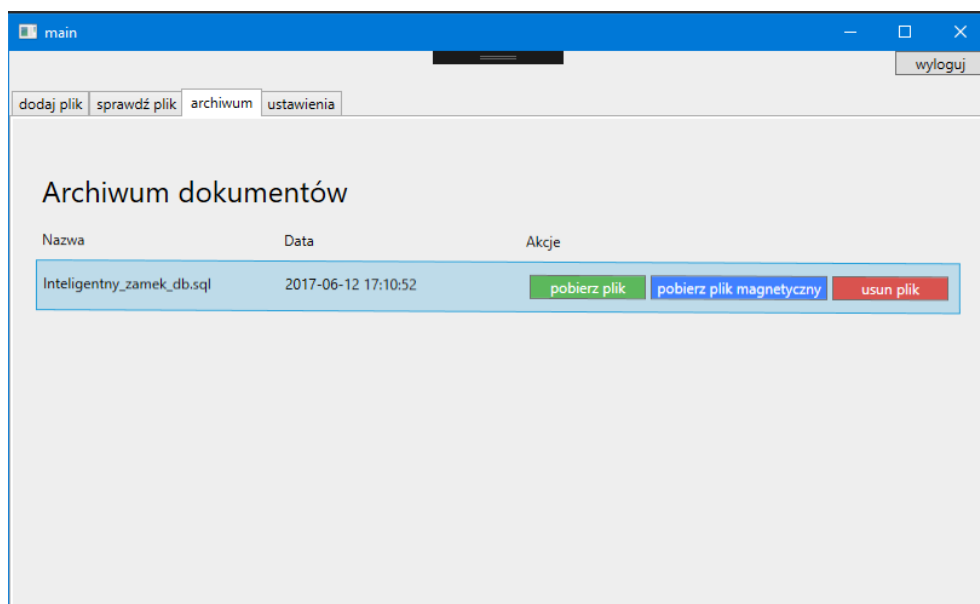 main
wyloguj
dodaj plik sprawdź plik archiwum ustawienia
Archiwum dokumentów
Nazwa Data Akcje
Inteligentny_zamek_db.sql 2017-06-12 17:10:52 pobierz plik pobierz plik magnetyczny usun plik